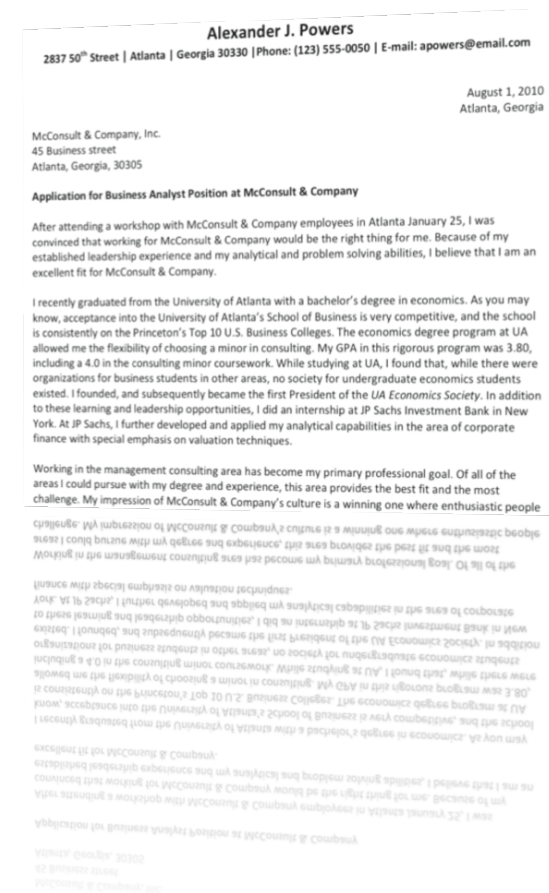 Alexander J. Powers
2837 50th Street | Atlanta | Georgia 30330 |Phone: (123) 555-0050 | E-mail: apowers@email.com
August 1, 2010
Atlanta, Georgia
McConsult & Company, Inc.
45 Business street
Atlanta, Georgia, 30305
Application for Business Analyst Position at McConsult & Company
After attending a workshop with McConsult & Company employees in Atlanta January 25, I was
convinced that working for McConsult & Company would be the right thing for me. Because of my
established leadership experience and my analytical and problem solving abilities, I believe that I am an
excellent fit for McConsult & Company.
I recently graduated from the University of Atlanta with a bachelor's degree in economics. As you may
know, acceptance into the University of Atlanta's School of Business is very competitive, and the school
is consistently on the Princeton's Top 10 U.S. Business Colleges. The economics degree program at UA
allowed me the flexibility of choosing a minor in consulting. My GPA in this rigorous program was 3.80,
including a 4.0 in the consulting minor coursework. While studying at UA, I found that, while there were
organizations for business students in other areas, no society for undergraduate economics students
existed. I founded, and subsequently became the first President of the UA Economics Society. In addition
to these learning and leadership opportunities, I did an internship at JP Sachs Investment Bank in New
York. At JP Sachs, I further developed and applied my analytical capabilities in the area of corporate
finance with special emphasis on valuation techniques.
Working in the management consulting area has become my primary professional goal. Of all of the
areas I could pursue with my degree and experience, this area provides the best fit and the most
challenge. My impression of McConsult & Company's culture is a winning one where enthusiastic people